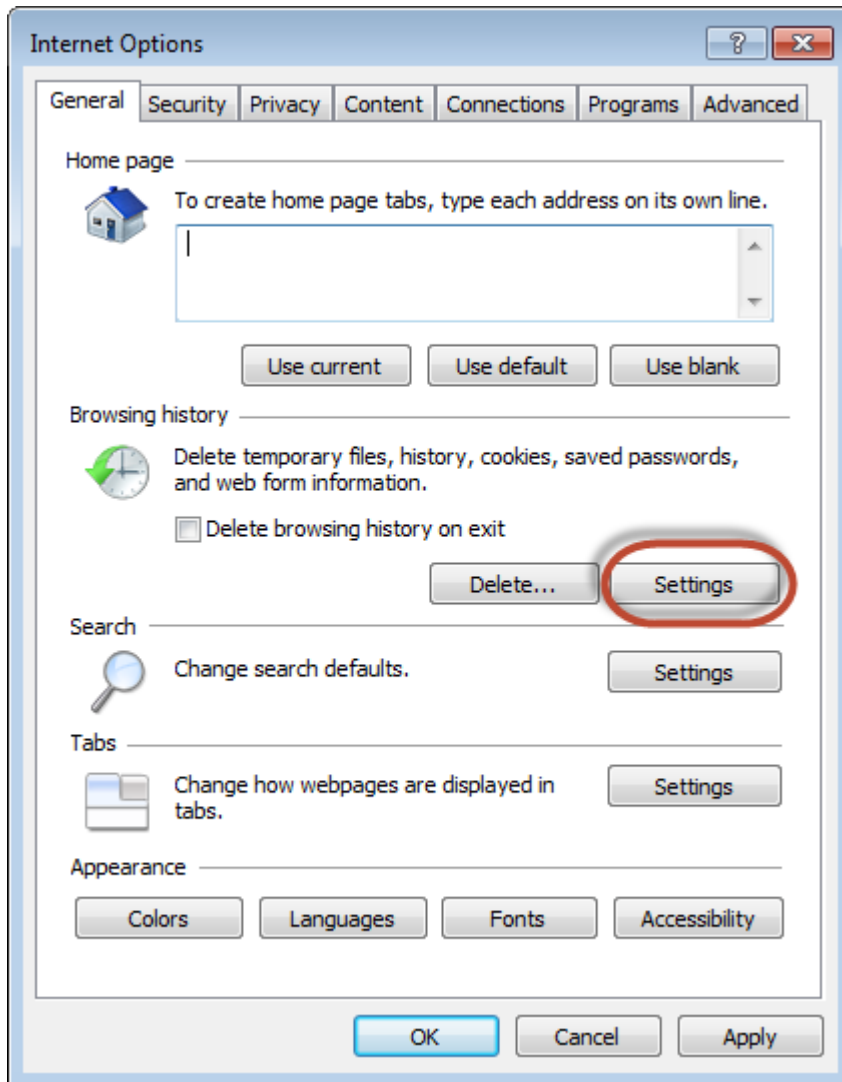 Internet Options
General Security Privacy Content Connections Programs Advanced
Home page
To create home page tabs, type each address on its own line.
Use current Use default Use blank
Browsing history
Delete temporary files, history, cookies, saved passwords,
and web form information.
Delete browsing history on exit
Delete... Settings
Search
Change search defaults. Settings
Tabs
Change how webpages are displayed in Settings
tabs.
Appearance
Colors Languages Fonts Accessibility
OK Cancel Apply